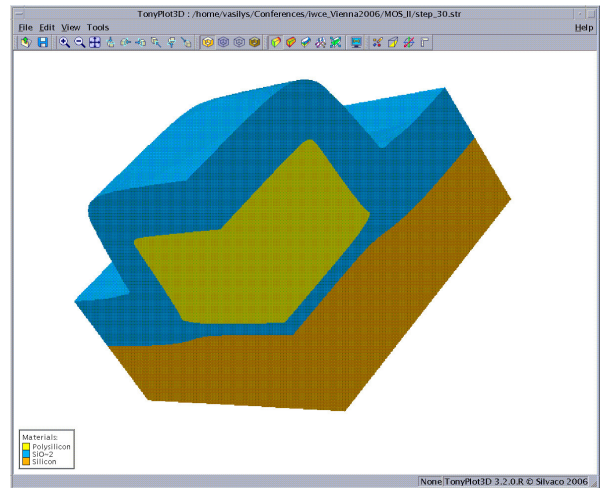 TonyPlot3D : /home/vasilys/Conferences/iwce_Vienna2006/MOS_II/step_30.str
File Edit View Tools Help
Materials:
Polysilicon
SiO~2
Silicon
None TonyPlot3D 3.2.0.R © Silvaco 2006